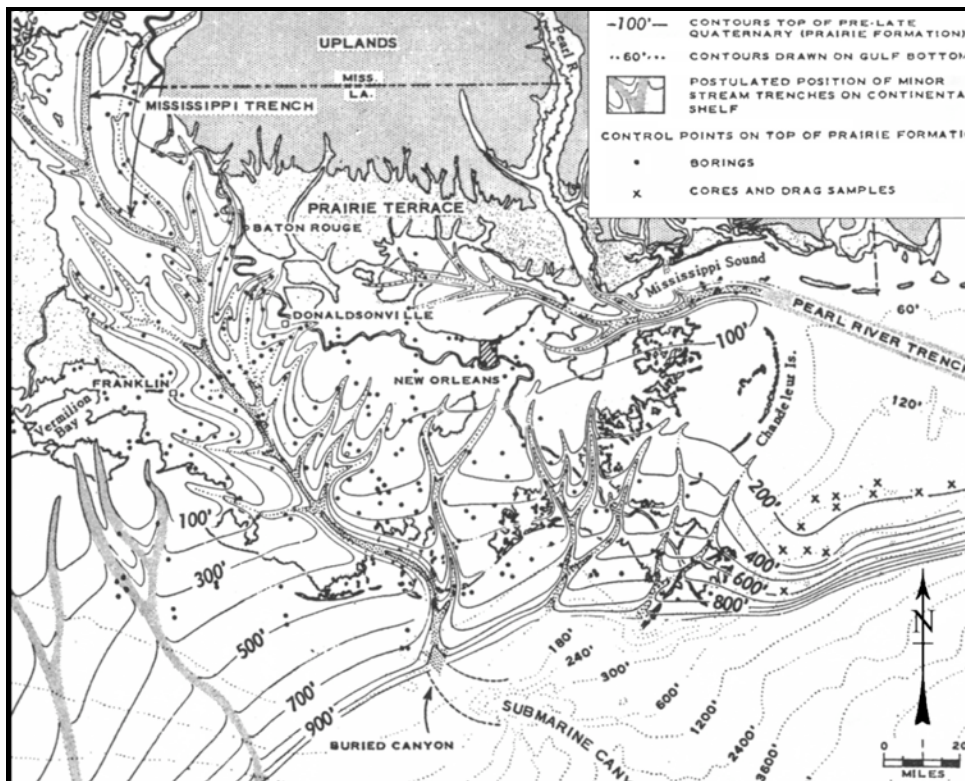 UPLANDS
MISS.
LA.
MISSISSIPPI TRENCH
Pearl R.
-100'- CONTOURS TOP OF PRE-LATE
QUATERNARY (PRAIRIE FORMATION)
··60'·· CONTOURS DRAWN ON GULF BOTTOM
POSTULATED POSITION OF MINOR
STREAM TRENCHES ON CONTINENTA
SHELF
CONTROL POINTS ON TOP OF PRAIRIE FORMATIO
• BORINGS
x CORES AND DRAG SAMPLES
PRAIRIE TERRACE
BATON ROUGE
Mississippi Sound
PEARL RIVER TRENCH
60'
DONALDSONVILLE
100'
NEW ORLEANS
FRANKLIN
Vermilion
Bay
Chandeleur Is.
120'
200'
100'
300'
400'
600'
800'
500'
700'
900'
180'
240'
300'
600'
1200'
2400'
3600'
BURIED CANYON
SUBMARINE CANY
N
0 20
MILES